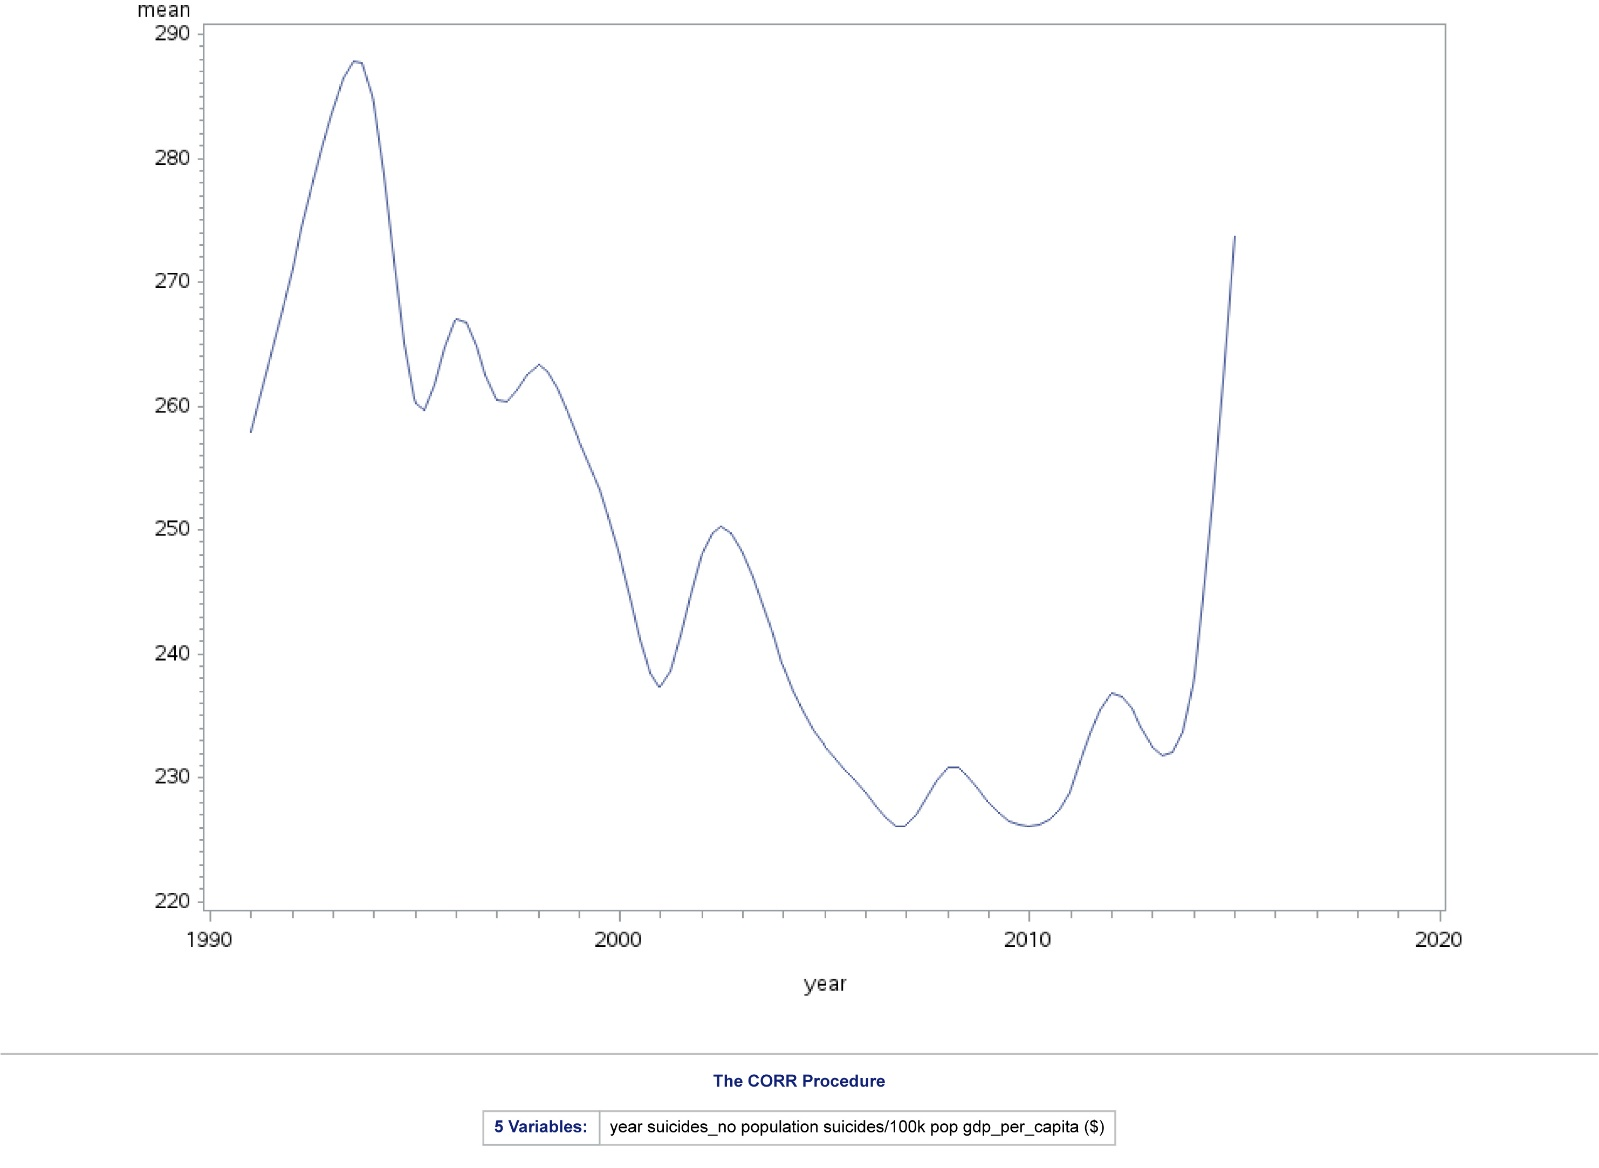 mean
290
280
270
260
250
240
230
220
1990 2000 2010 2020
year
The CORR Procedure
5 Variables: year suicides_no population suicides/100k pop gdp_per_capita ($)